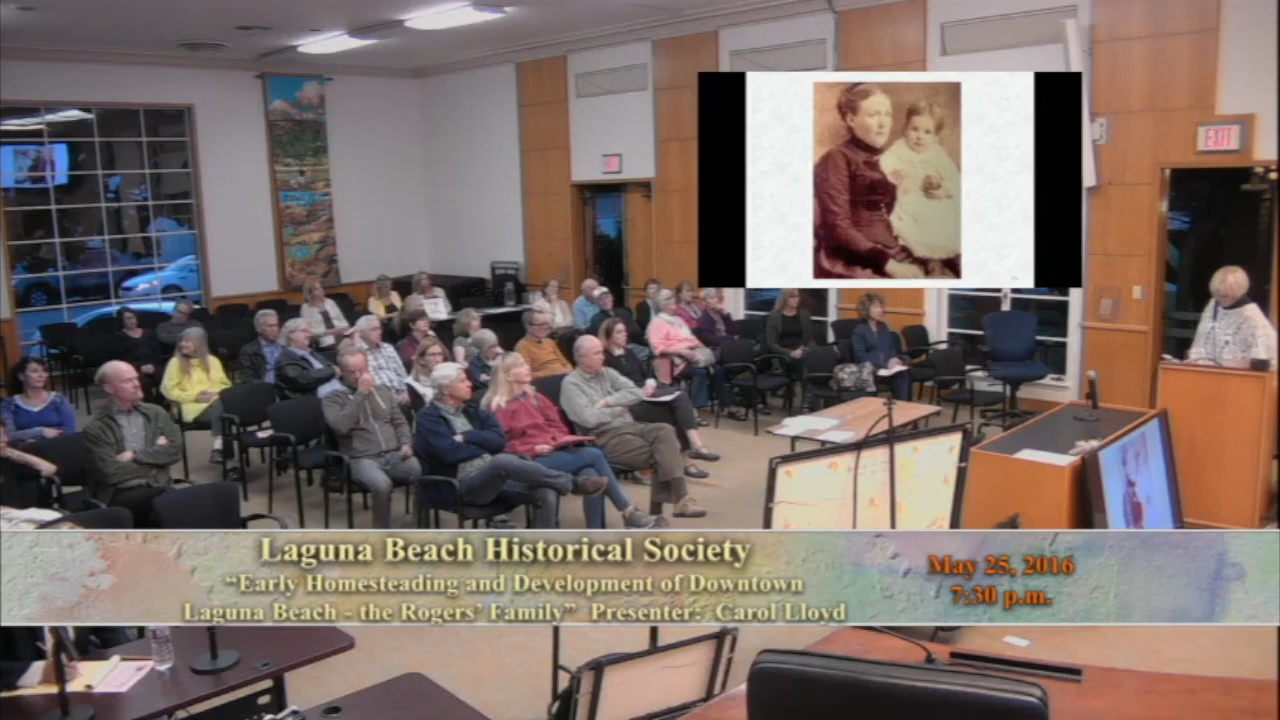 EXIT
Laguna Beach Historical Society
“Early Homesteading and Development of Downtown
Laguna Beach - the Rogers’ Family” Presenter: Carol Lloyd
May 25, 2016
7:30 p.m.